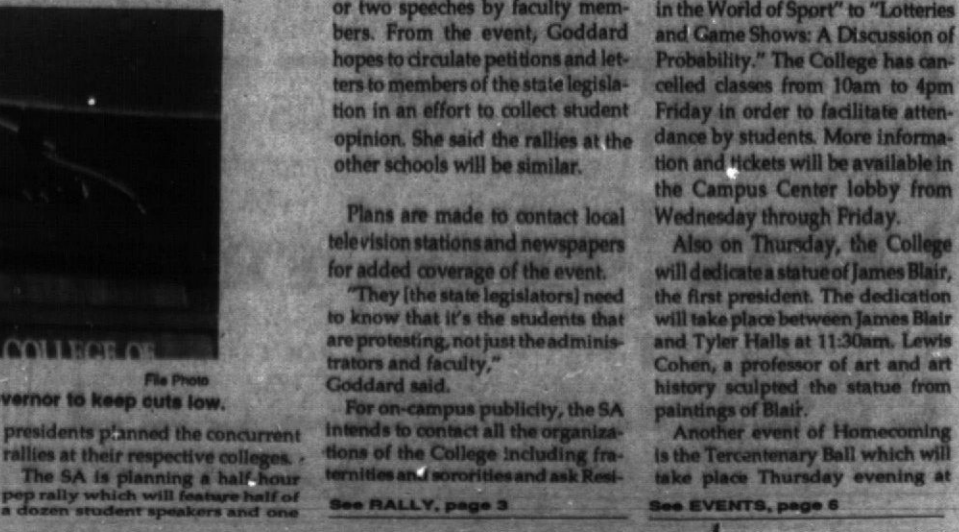 COLLEGE OF
File Photo
vernor to keep cuts low.
presidents planned the concurrent
rallies at their respective colleges.
The SA is planning a half-hour
pep rally which will feature half of
a dozen student speakers and one
or two speeches by faculty mem-
bers. From the event, Goddard
hopes to circulate petitions and let-
ters to members of the state legisla-
tion in an effort to collect student
opinion. She said the rallies at the
other schools will be similar.
Plans are made to contact local
television stations and newspapers
for added coverage of the event.
"They [the state legislators] need
to know that it's the students that
are protesting, not just the adminis-
trators and faculty,"
Goddard said.
For on-campus publicity, the SA
intends to contact all the organiza-
tions of the College including fra-
ternities and sororities and ask Resi-
See RALLY, page 3
in the World of Sport" to "Lotteries
and Game Shows: A Discussion of
Probability." The College has can-
celled classes from 10am to 4pm
Friday in order to facilitate atten-
dance by students. More informa-
tion and tickets will be available in
the Campus Center lobby from
Wednesday through Friday.
Also on Thursday, the College
will dedicate a statue of James Blair,
the first president. The dedication
will take place between James Blair
and Tyler Halls at 11:30am. Lewis
Cohen, a professor of art and art
history sculpted the statue from
paintings of Blair.
Another event of Homecoming
is the Tercentenary Ball which will
take place Thursday evening at
See EVENTS, page 6